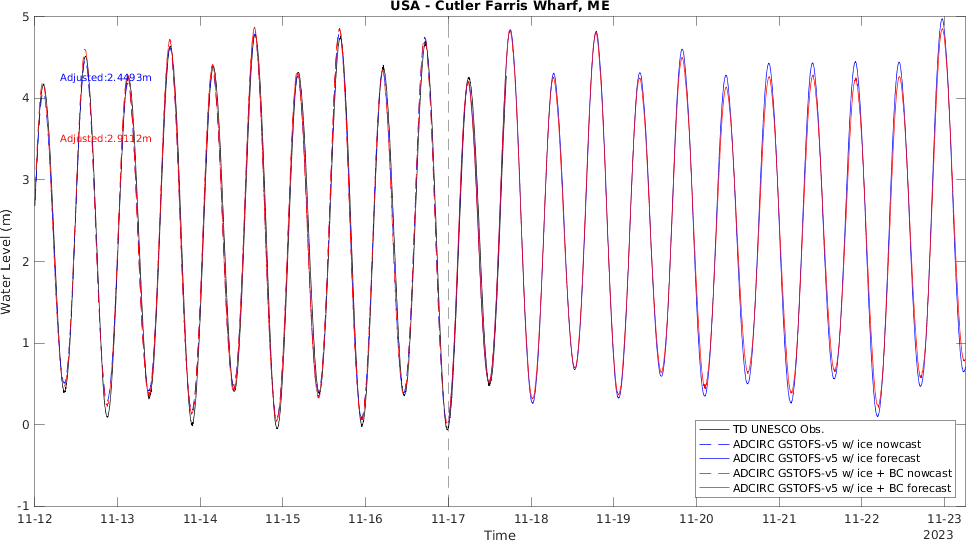 USA - Cutler Farris Wharf, ME
5
4
3
2
1
0
-1
Water Level (m)
Adjusted:2.4493m
Adjusted:2.9112m
TD UNESCO Obs.
ADCIRC GSTOFS-v5 w/ ice nowcast
ADCIRC GSTOFS-v5 w/ ice forecast
ADCIRC GSTOFS-v5 w/ ice + BC nowcast
ADCIRC GSTOFS-v5 w/ ice + BC forecast
11-12 11-13 11-14 11-15 11-16 11-17 11-18 11-19 11-20 11-21 11-22 11-23
Time
2023